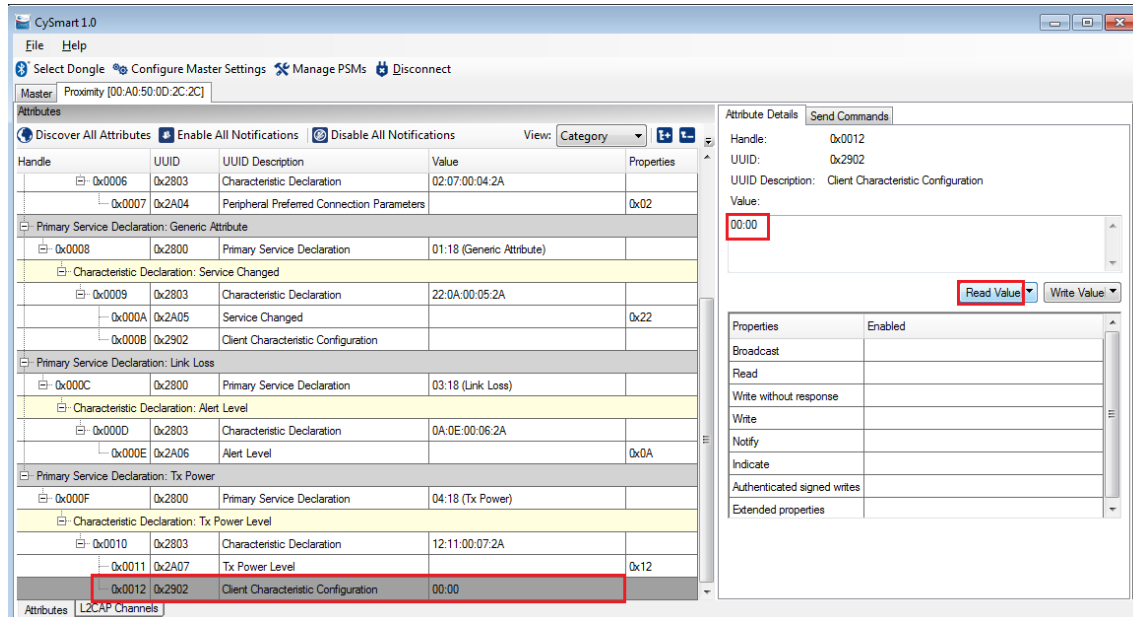 CySmart 1.0
File Help
Select Dongle Configure Master Settings Manage PSMs Disconnect
Master Proximity [00:A0:50:0D:2C:2C]
Attributes
Discover All Attributes Enable All Notifications Disable All Notifications View: Category
Handle UUID UUID Description Value Properties
0x0006 0x2803 Characteristic Declaration 02:07:00:04:2A
0x0007 0x2A04 Peripheral Preferred Connection Parameters 0x02
Primary Service Declaration: Generic Attribute
0x0008 0x2800 Primary Service Declaration 01:18 (Generic Attribute)
Characteristic Declaration: Service Changed
0x0009 0x2803 Characteristic Declaration 22:0A:00:05:2A
0x000A 0x2A05 Service Changed 0x22
0x000B 0x2902 Client Characteristic Configuration
Primary Service Declaration: Link Loss
0x000C 0x2800 Primary Service Declaration 03:18 (Link Loss)
Characteristic Declaration: Alert Level
0x000D 0x2803 Characteristic Declaration 0A:0E:00:06:2A
0x000E 0x2A06 Alert Level 0x0A
Primary Service Declaration: Tx Power
0x000F 0x2800 Primary Service Declaration 04:18 (Tx Power)
Characteristic Declaration: Tx Power Level
0x0010 0x2803 Characteristic Declaration 12:11:00:07:2A
0x0011 0x2A07 Tx Power Level 0x12
0x0012 0x2902 Client Characteristic Configuration 00:00
Attributes L2CAP Channels
Attribute Details Send Commands
Handle: 0x0012
UUID: 0x2902
UUID Description: Client Characteristic Configuration
Value:
00:00
Read Value Write Value
Properties Enabled
Broadcast
Read
Write without response
Write
Notify
Indicate
Authenticated signed writes
Extended properties